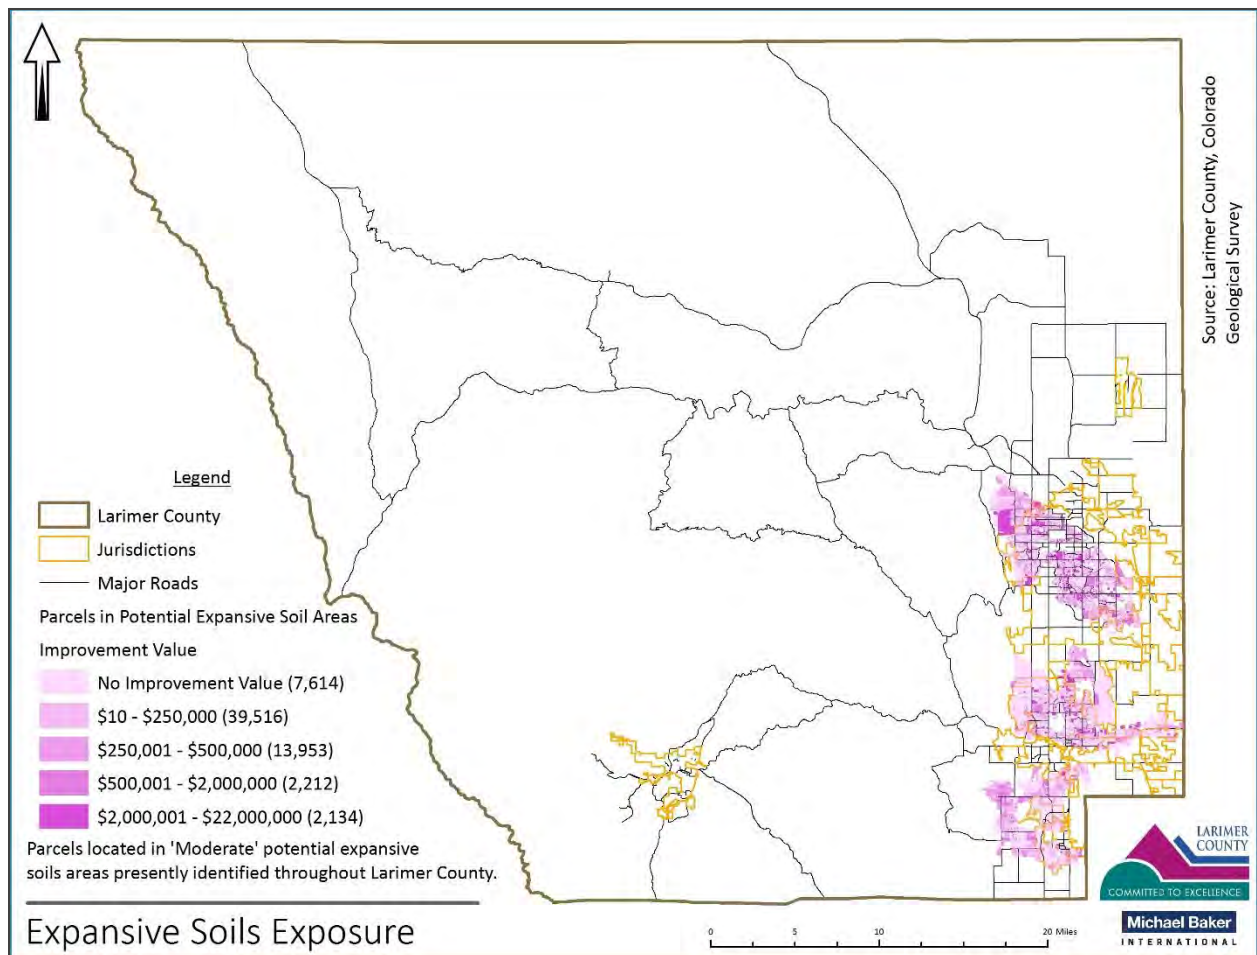 Source: Larimer County, Colorado
Geological Survey
Legend
Larimer County
Jurisdictions
Major Roads
Parcels in Potential Expansive Soil Areas
Improvement Value
No Improvement Value (7,614)
$10 - $250,000 (39,516)
$250,001 - $500,000 (13,953)
$500,001 - $2,000,000 (2,212)
$2,000,001 - $22,000,000 (2,134)
Parcels located in 'Moderate' potential expansive
soils areas presently identified throughout Larimer County.
Expansive Soils Exposure
0 5 10 20 Miles
LARIMER
COUNTY
COMMITTED TO EXCELLENCE
Michael Baker
INTERNATIONAL